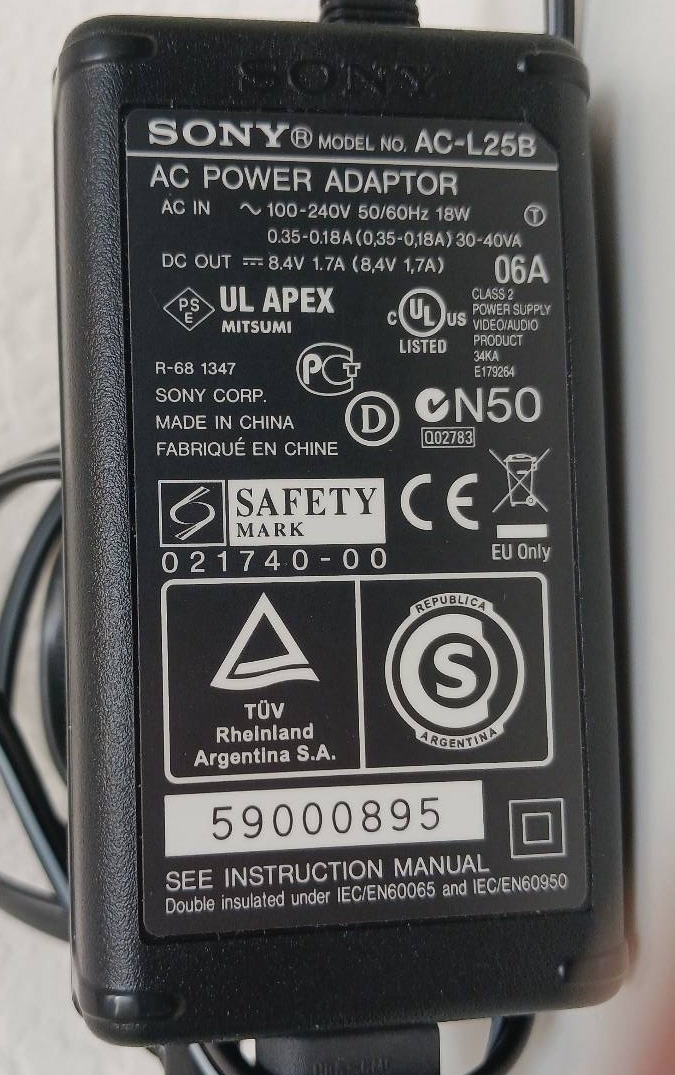 SONY
SONY® MODEL NO. AC-L25B
AC POWER ADAPTOR
AC IN ~ 100-240V 50/60Hz 18W T
0.35-0.18A (0,35-0,18A) 30-40VA
DC OUT ⎓ 8.4V 1.7A (8,4V 1,7A)
06A
PS
E
UL APEX
MITSUMI
C UL US
LISTED
CLASS 2
POWER SUPPLY
VIDEO/AUDIO
PRODUCT
34KA
E179264
R-68 1347
SONY CORP.
MADE IN CHINA
FABRIQUÉ EN CHINE
PCT
D
N50
Q02783
SAFETY
MARK
021740-00
CE
EU Only
TÜV
Rheinland
Argentina S.A.
REPUBLICA
S
ARGENTINA
59000895
SEE INSTRUCTION MANUAL
Double insulated under IEC/EN60065 and IEC/EN60950